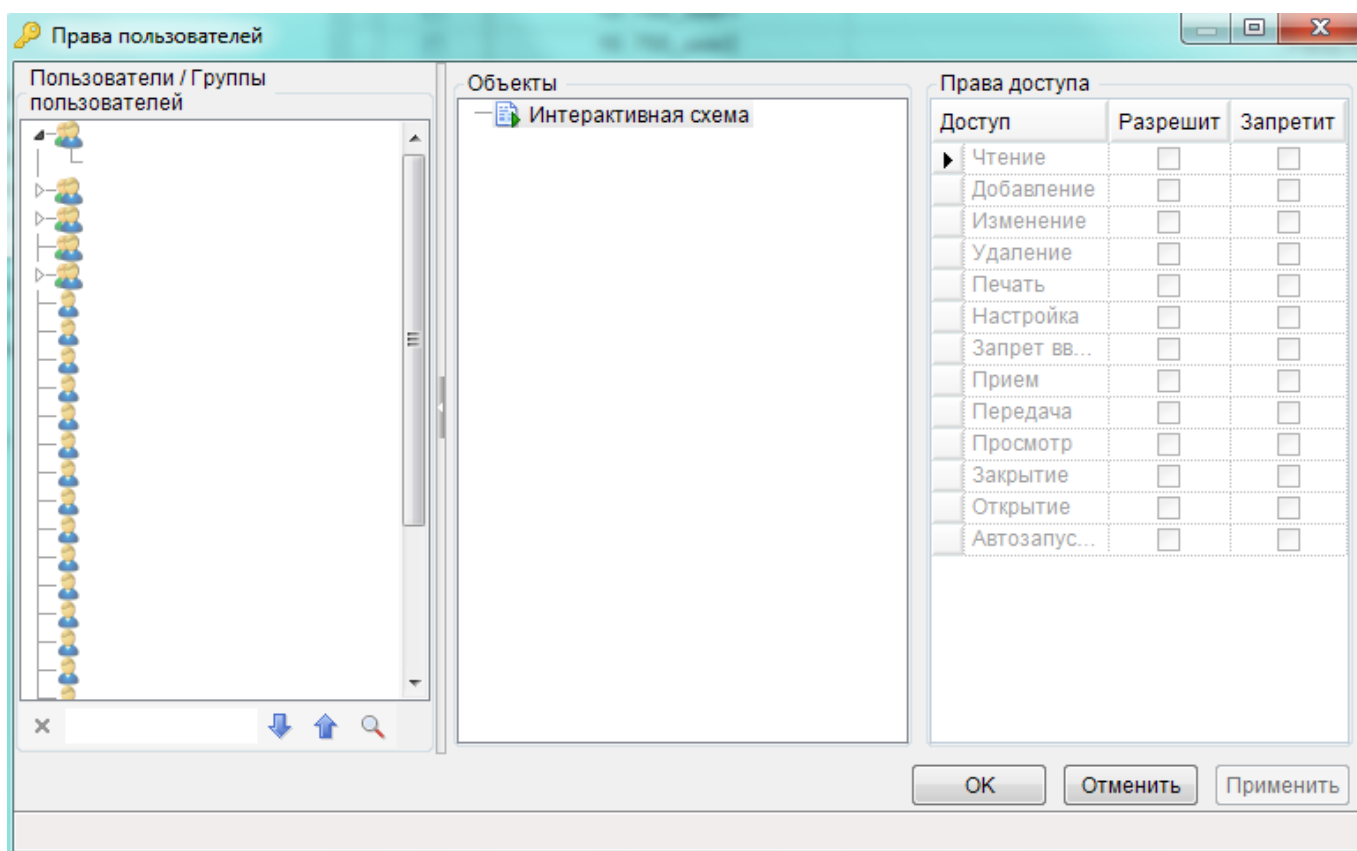 Права пользователей
Пользователи / Группы
пользователей
Объекты
Интерактивная схема
Права доступа
Доступ Разрешит Запретит
Чтение
Добавление
Изменение
Удаление
Печать
Настройка
Запрет вв...
Прием
Передача
Просмотр
Закрытие
Открытие
Автозапус...
OK Отменить Применить